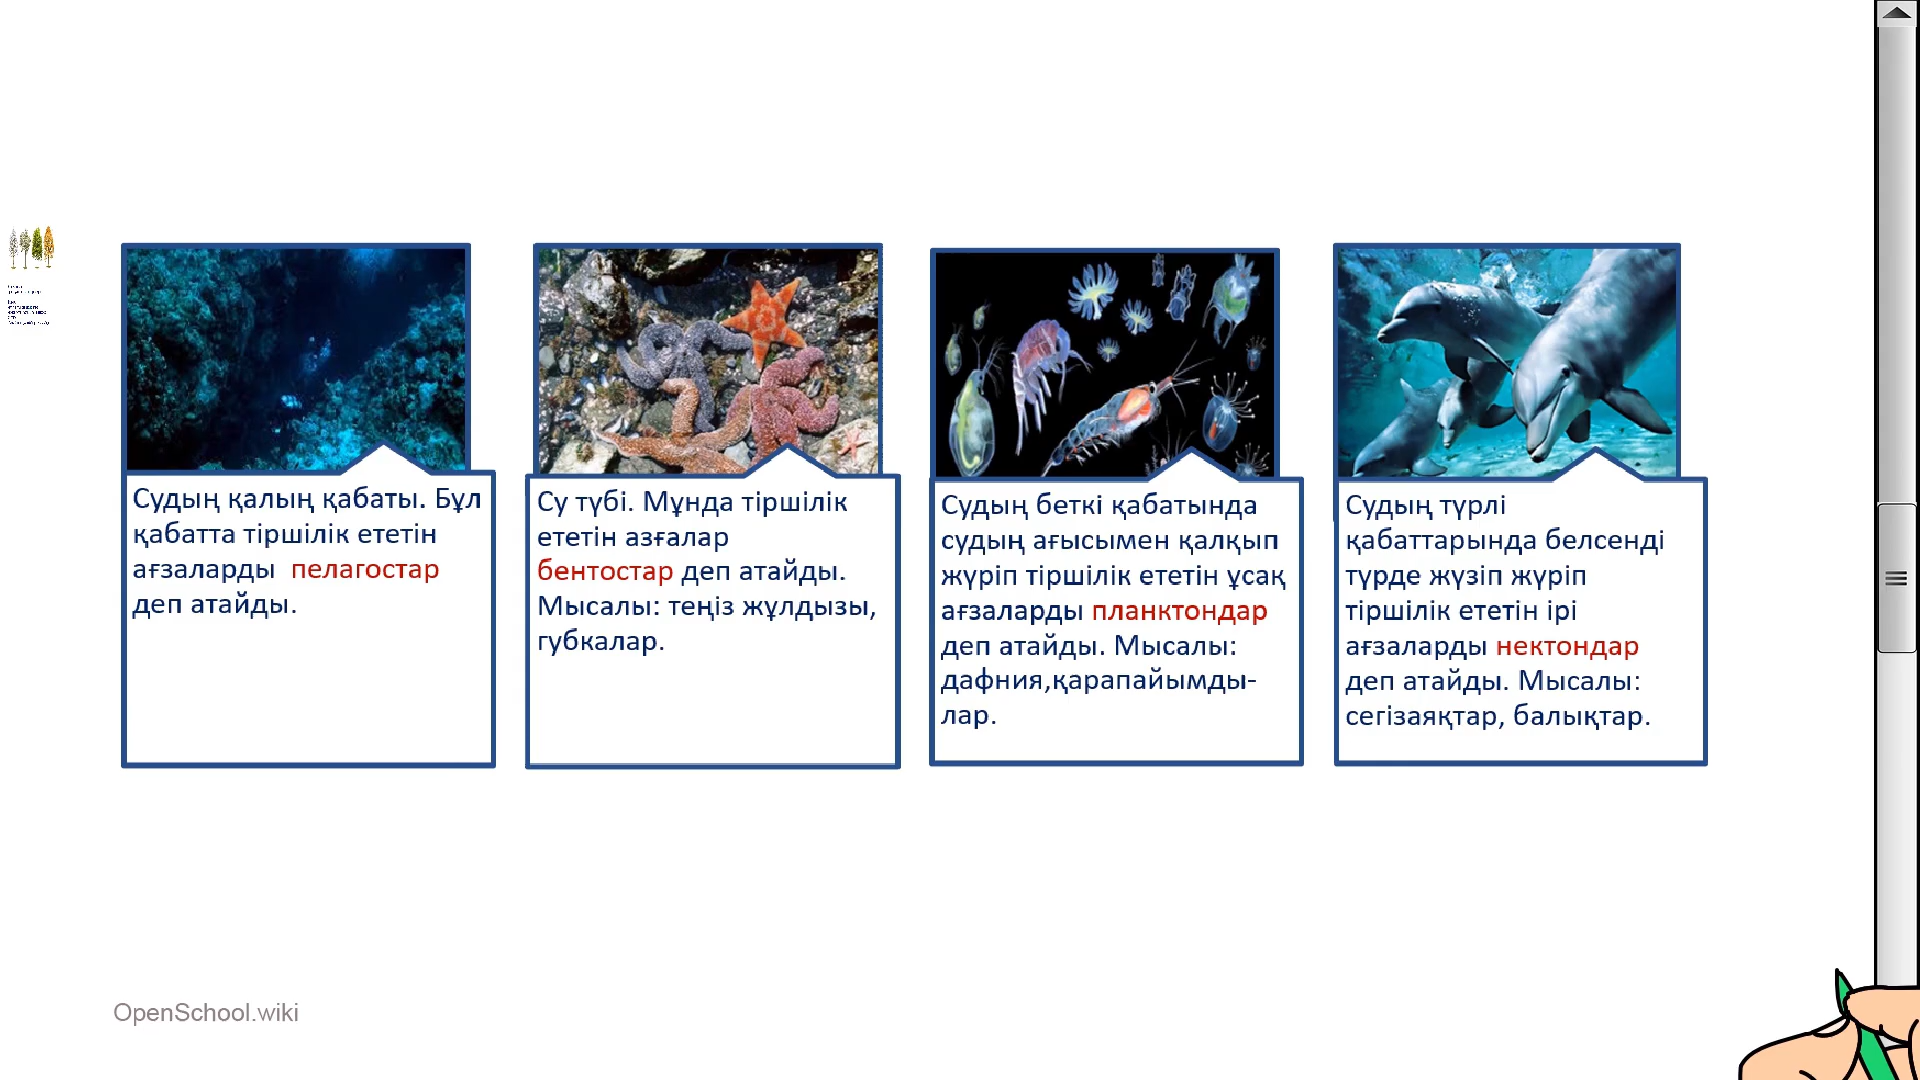 Судың қалың қабаты. Бұл
қабатта тіршілік ететін
ағзаларды пелагостар
деп атайды.
Су түбі. Мұнда тіршілік
ететін азғалар
бентостар деп атайды.
Мысалы: теңіз жұлдызы,
губкалар.
Судың беткі қабатында
судың ағысымен қалқып
жүріп тіршілік ететін ұсақ
ағзаларды планктондар
деп атайды. Мысалы:
дафния,қарапайымды-
лар.
Судың түрлі
қабаттарында белсенді
түрде жүзіп жүріп
тіршілік ететін ірі
ағзаларды нектондар
деп атайды. Мысалы:
сегізаяқтар, балықтар.
OpenSchool.wiki